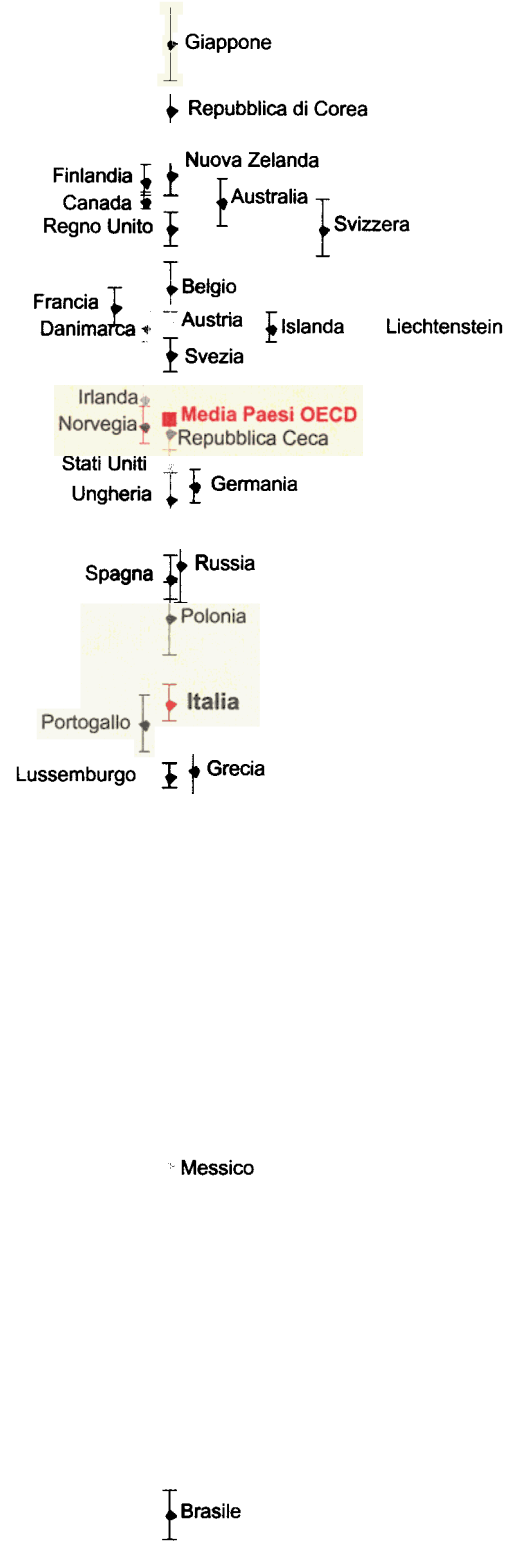 Giappone
Repubblica di Corea
Nuova Zelanda
Finlandia
Canada
Australia
Regno Unito
Svizzera
Belgio
Francia
Austria
Danimarca
Islanda
Liechtenstein
Svezia
Irlanda
Media Paesi OECD
Norvegia
Repubblica Ceca
Stati Uniti
Germania
Ungheria
Russia
Spagna
Polonia
Italia
Portogallo
Grecia
Lussemburgo
Messico
Brasile